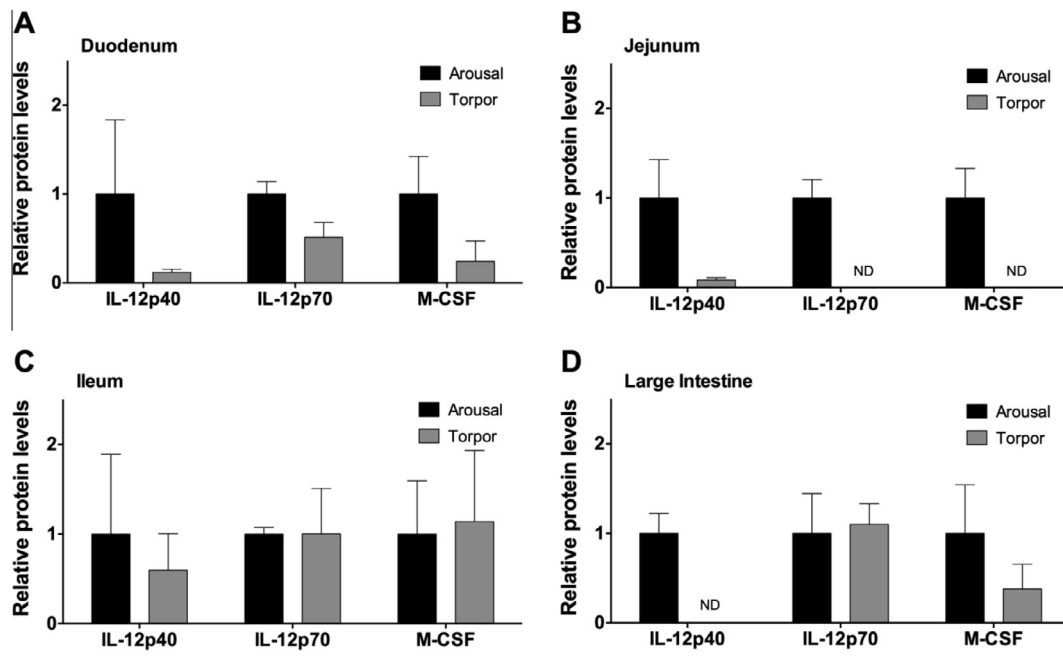 A
Duodenum
Arousal
Torpor
Relative protein levels
2
1
0
IL-12p40 IL-12p70 M-CSF
B
Jejunum
Arousal
Torpor
Relative protein levels
2
1
0
ND ND
IL-12p40 IL-12p70 M-CSF
C
Ileum
Arousal
Torpor
Relative protein levels
2
1
0
IL-12p40 IL-12p70 M-CSF
D
Large Intestine
Arousal
Torpor
Relative protein levels
2
1
0
ND
IL-12p40 IL-12p70 M-CSF